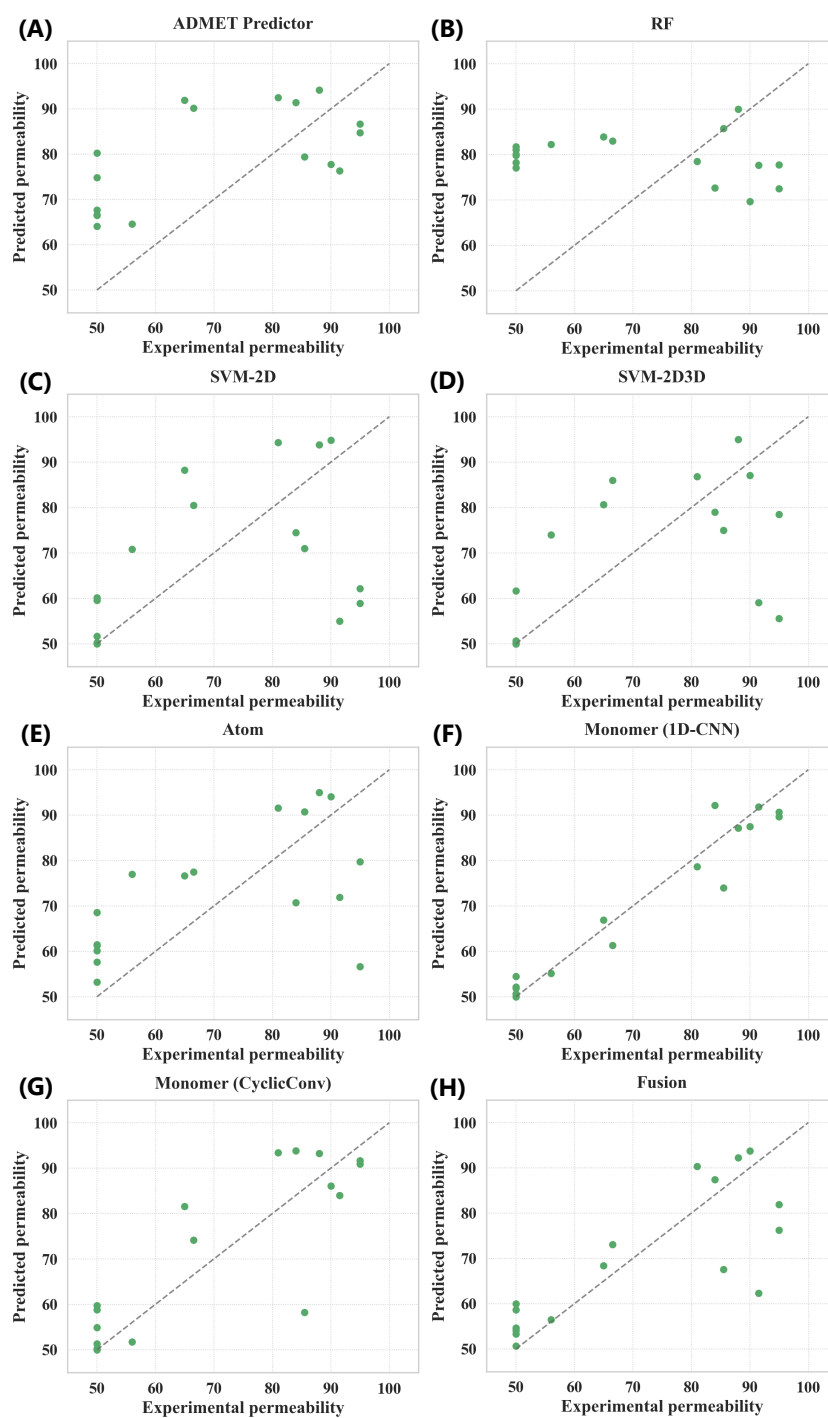 (A)
ADMET Predictor
100
90
80
70
60
50
Predicted permeability
50 60 70 80 90 100
Experimental permeability
(B)
RF
100
90
80
70
60
50
Predicted permeability
50 60 70 80 90 100
Experimental permeability
(C)
SVM-2D
100
90
80
70
60
50
Predicted permeability
50 60 70 80 90 100
Experimental permeability
(D)
SVM-2D3D
100
90
80
70
60
50
Predicted permeability
50 60 70 80 90 100
Experimental permeability
(E)
Atom
100
90
80
70
60
50
Predicted permeability
50 60 70 80 90 100
Experimental permeability
(F)
Monomer (1D-CNN)
100
90
80
70
60
50
Predicted permeability
50 60 70 80 90 100
Experimental permeability
(G)
Monomer (CyclicConv)
100
90
80
70
60
50
Predicted permeability
50 60 70 80 90 100
Experimental permeability
(H)
Fusion
100
90
80
70
60
50
Predicted permeability
50 60 70 80 90 100
Experimental permeability